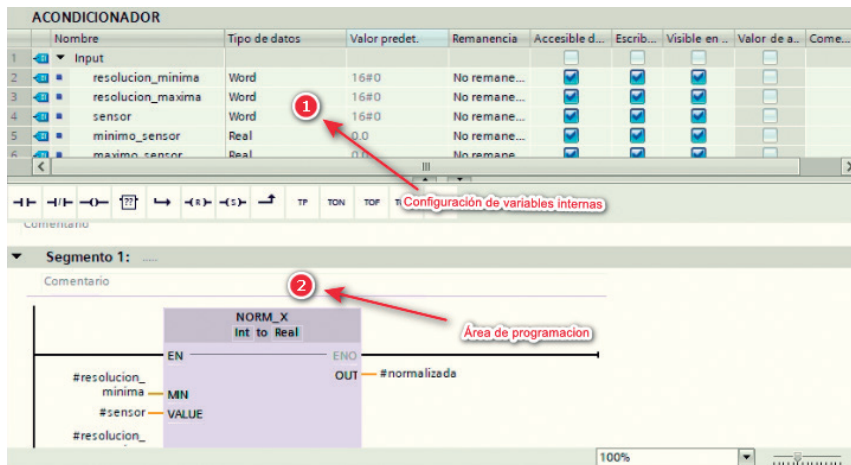 ACONDICIONADOR
Nombre Tipo de datos Valor predet. Remanencia Accesible d... Escrib... Visible en .. Valor de a.. Come...
1 Input
2 resolucion_minima Word 16#0 No remane...
3 resolucion_maxima Word 16#0 No remane...
4 sensor Word 16#0 No remane...
5 minimo_sensor Real 0.0 No remane...
6 maximo_sensor Real 0.0 No remane...
1
?? R S TP TON TOF
Configuración de variables internas
Comentario
Segmento 1: .....
Comentario
2
NORM_X
Int to Real
Área de programacion
EN ENO
#resolucion_
minima MIN
OUT #normalizada
#sensor VALUE
#resolucion_
100%